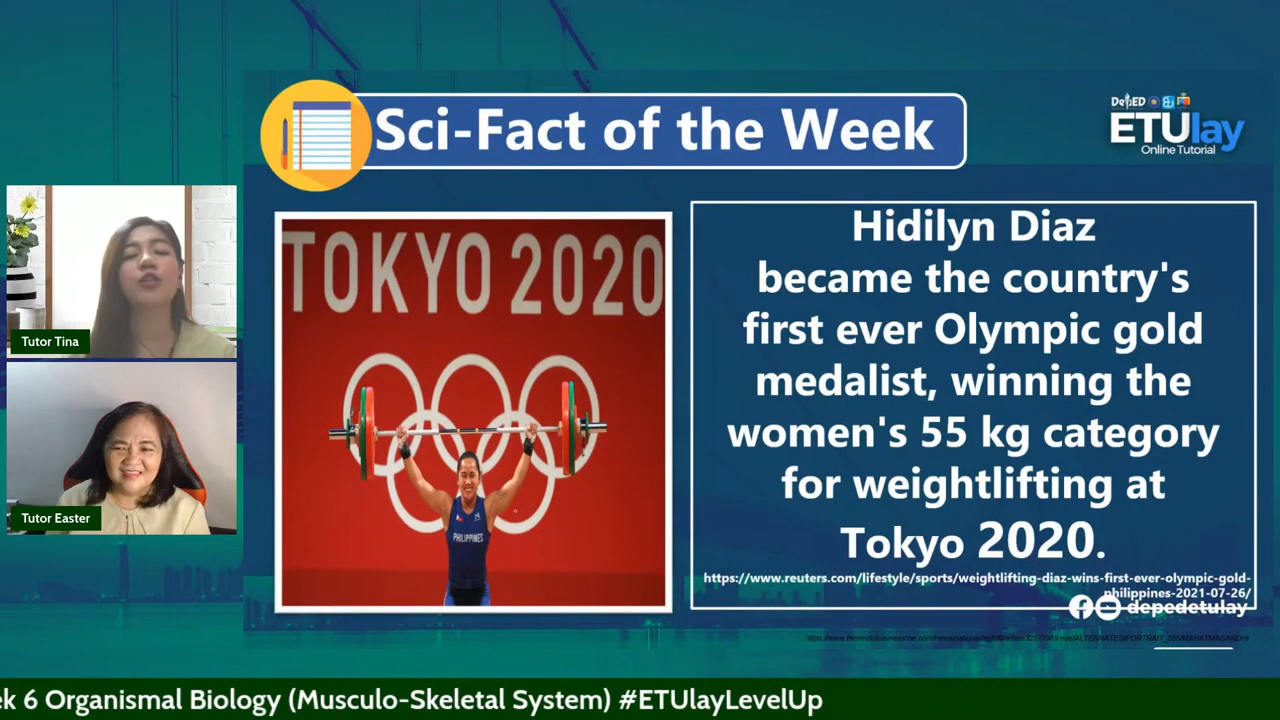 Sci-Fact of the Week
DepED
ETUlay
Online Tutorial
TOKYO 2020
PHILIPPINES
Hidilyn Diaz
became the country's
first ever Olympic gold
medalist, winning the
women's 55 kg category
for weightlifting at
Tokyo 2020.
https://www.reuters.com/lifestyle/sports/weightlifting-diaz-wins-first-ever-olympic-gold-
philippines-2021-07-26/
depedetulay
Tutor Tina
Tutor Easter
6 Organismal Biology (Musculo-Skeletal System) #ETUlayLevelUp